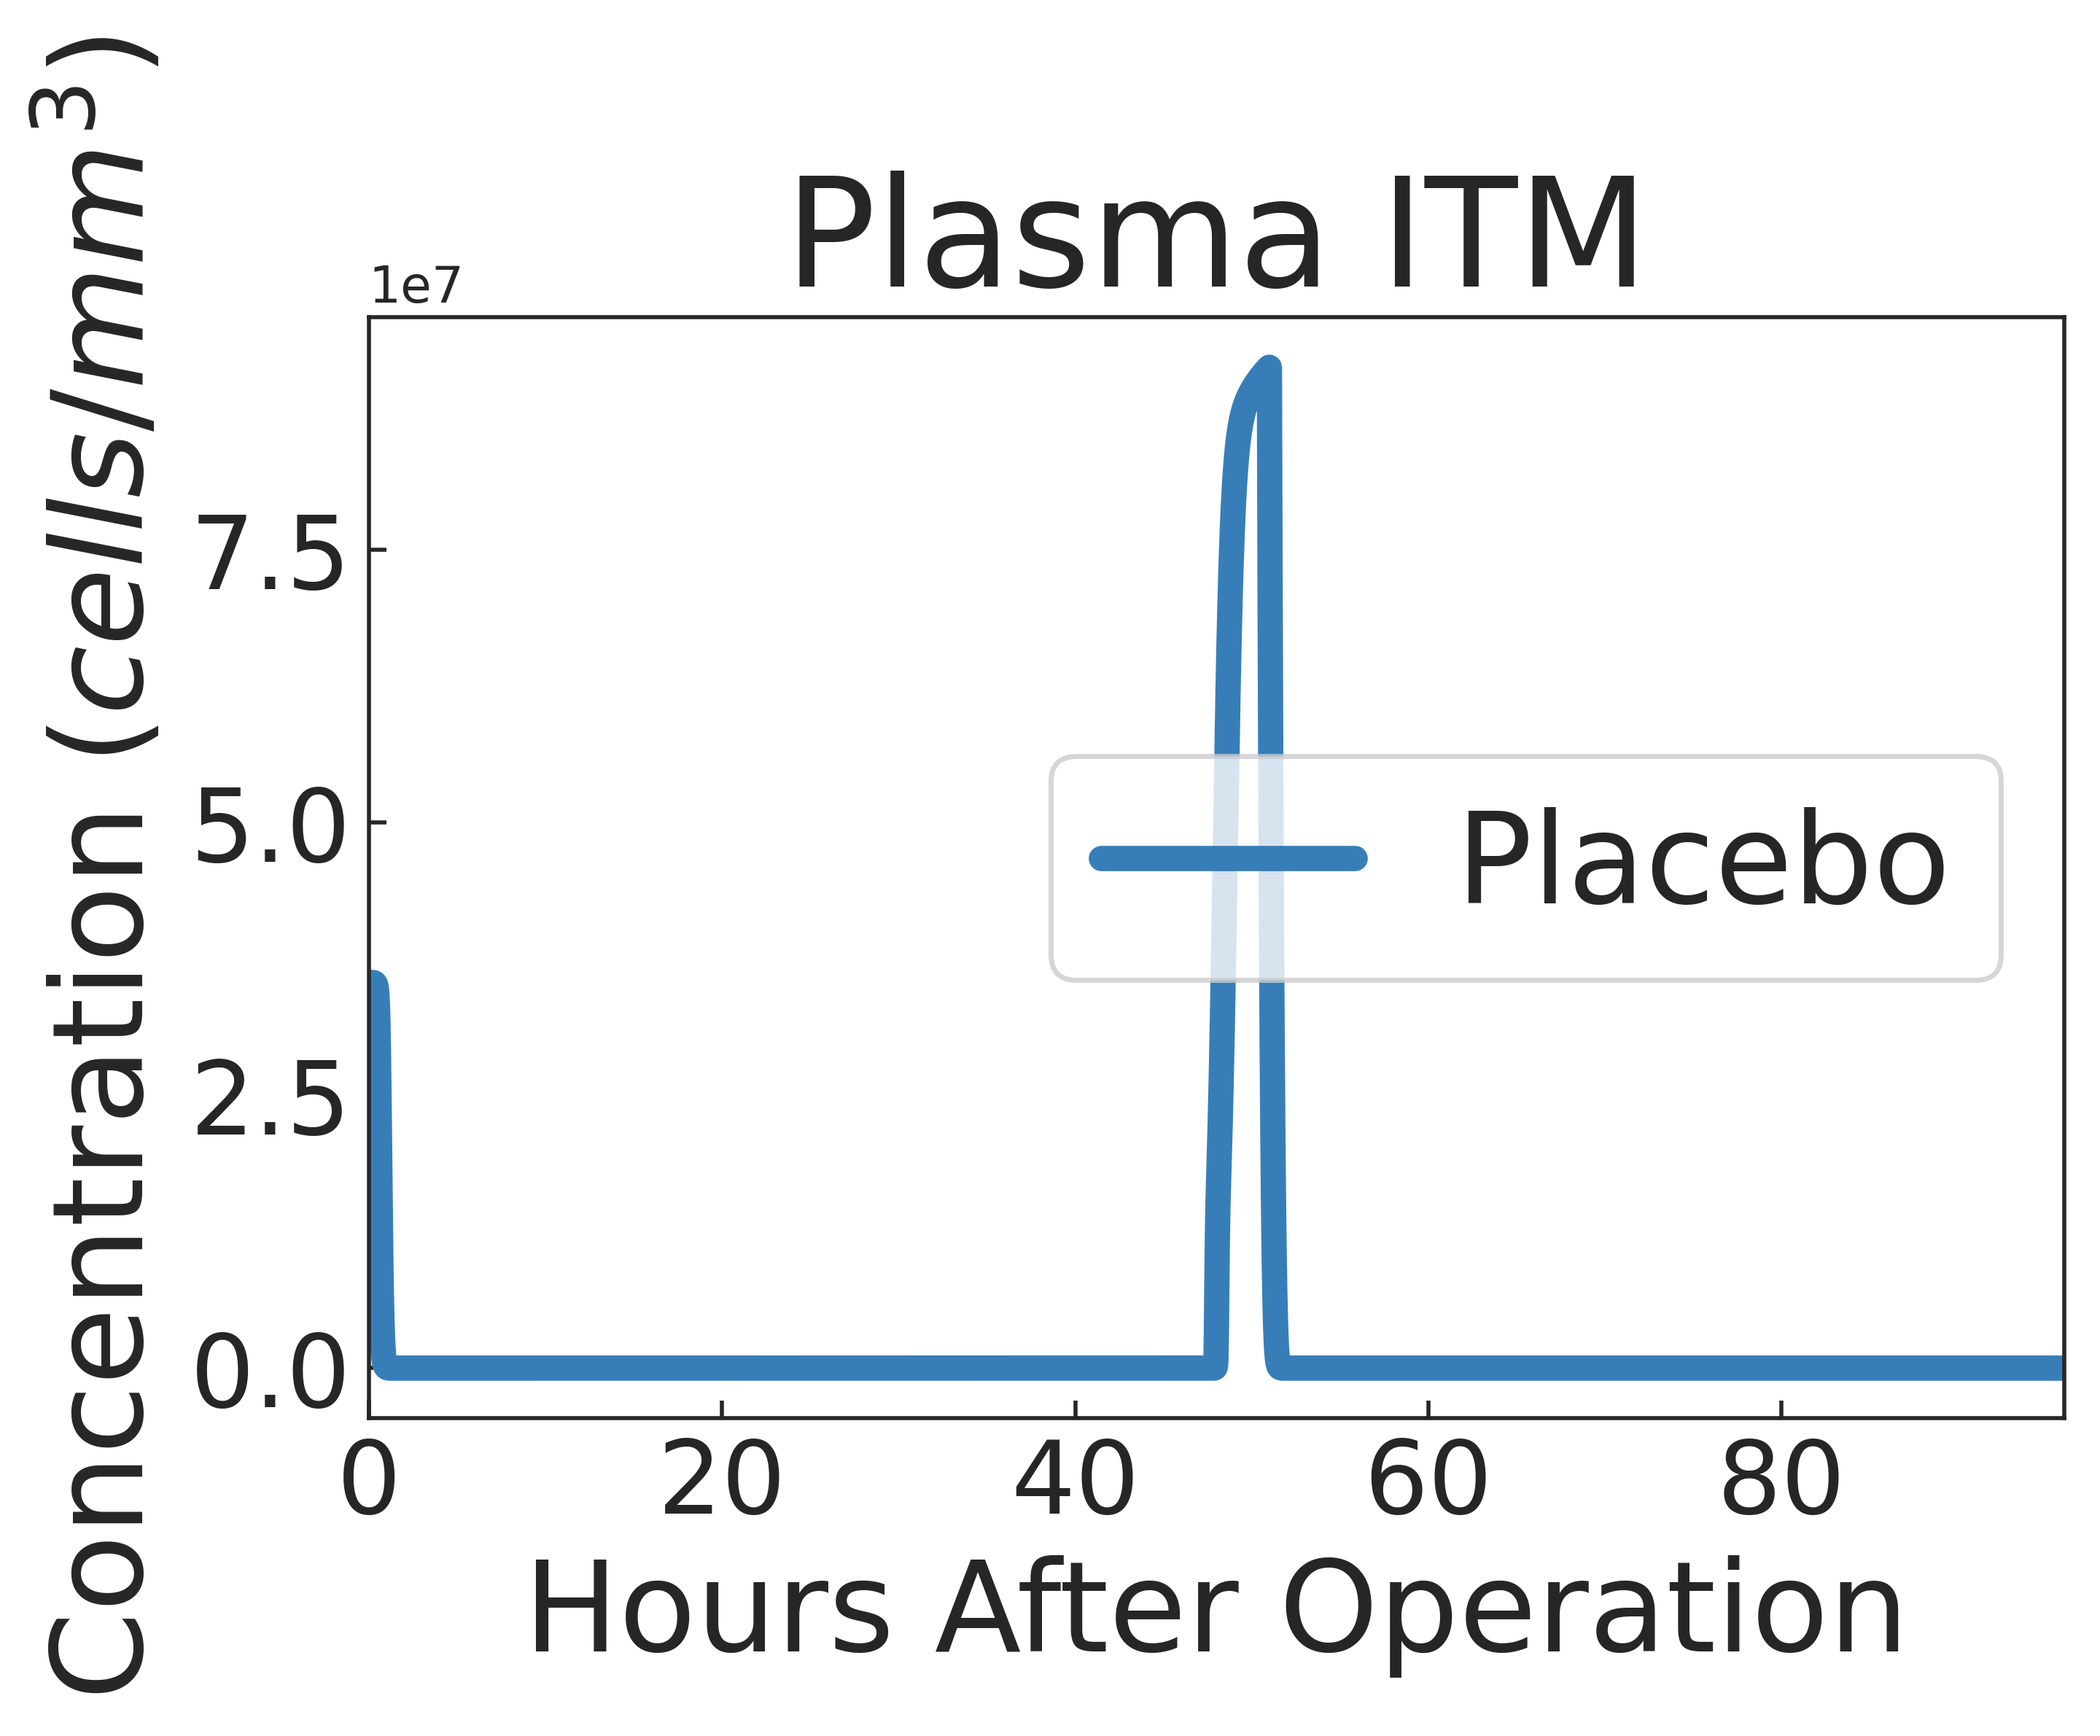 Plasma ITM
1e7
Concentration (cells/mm³)
7.5
5.0
2.5
0.0
Placebo
0 20 40 60 80
Hours After Operation